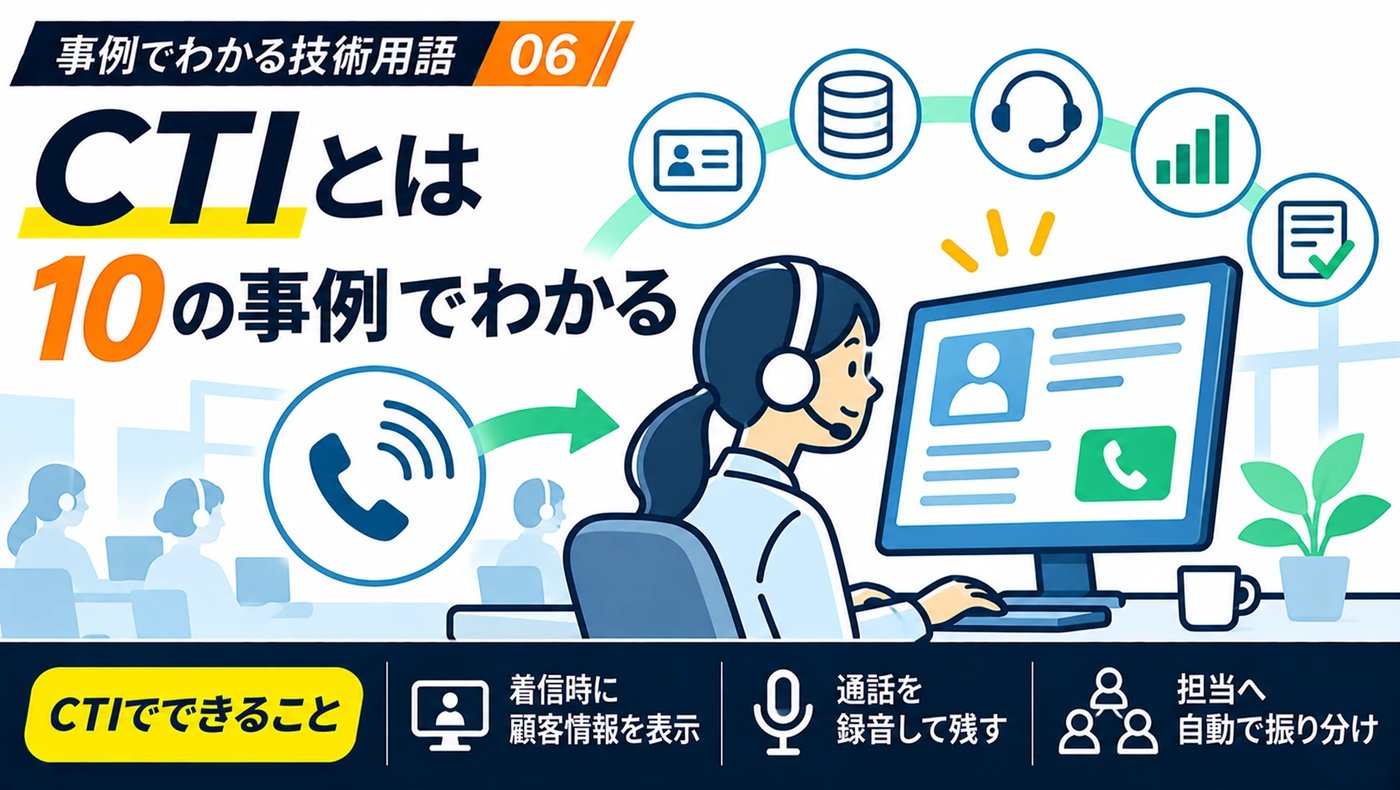 事例でわかる技術用語 06
CTIとは
10の事例でわかる
CTIでできること
着信時に
顧客情報を表示
通話を
録音して残す
担当へ
自動で振り分け